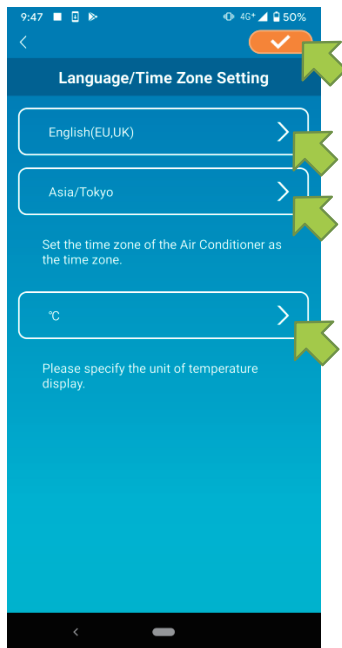 9:47 4G+ 50%
Language/Time Zone Setting
English(EU,UK)
Asia/Tokyo
Set the time zone of the Air Conditioner as
the time zone.
℃
Please specify the unit of temperature
display.